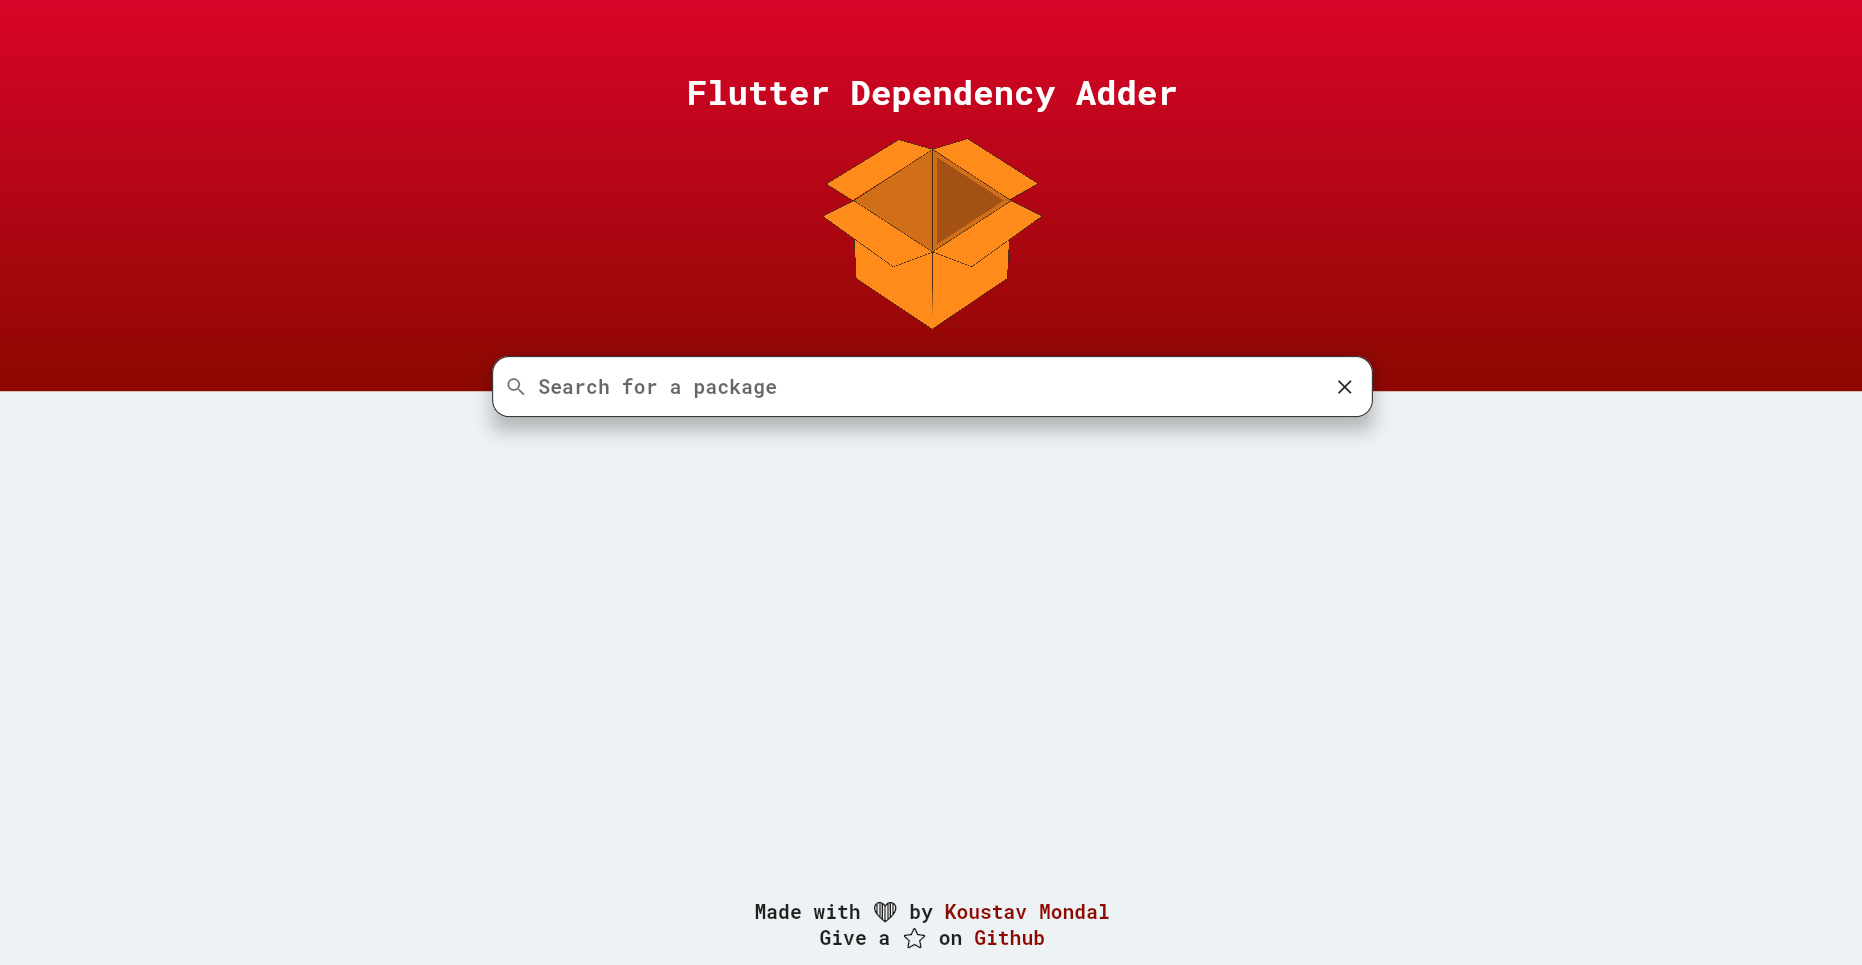 Flutter Dependency Adder
Search for a package
Made with by Koustav Mondal
Give a on Github